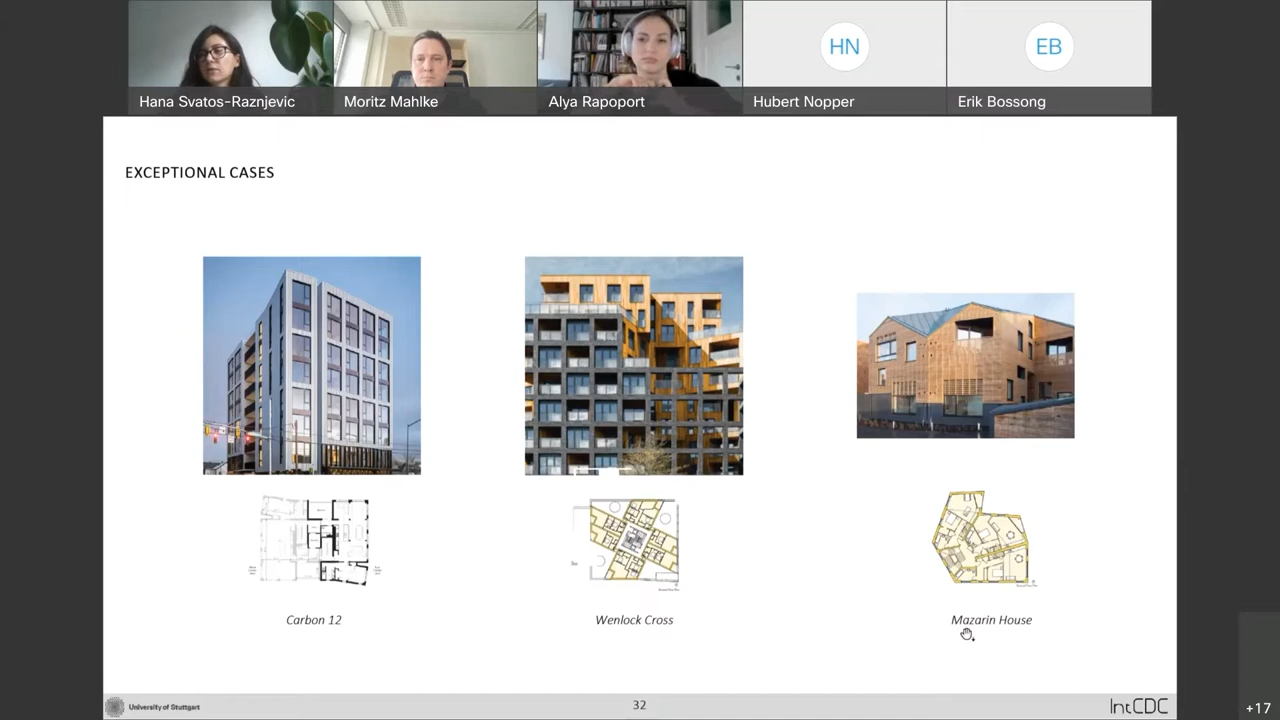 Hana Svatos-Raznjevic
Moritz Mahlke
Alya Rapoport
HN
Hubert Nopper
EB
Erik Bossong
EXCEPTIONAL CASES
Carbon 12
Wenlock Cross
Mazarin House
University of Stuttgart
32
IntCDC
+17